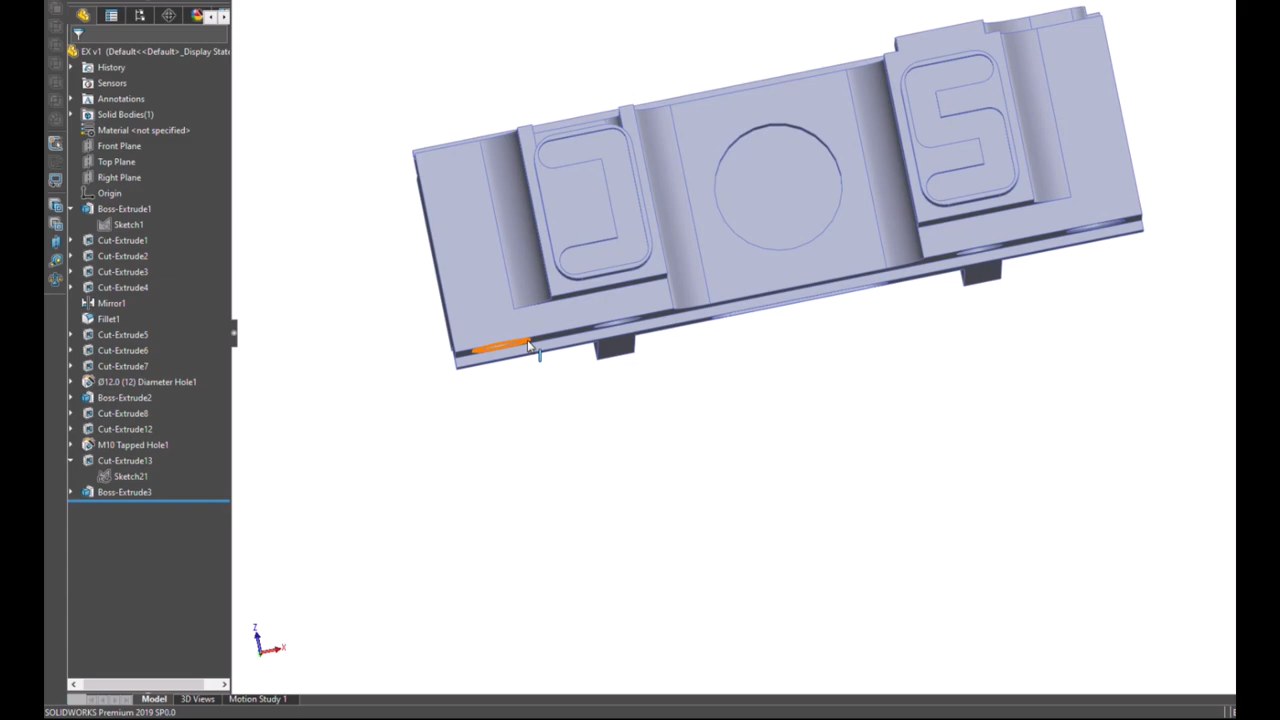 EX v1 (Default<<Default>_Display State
History
Sensors
Annotations
Solid Bodies(1)
Material <not specified>
Front Plane
Top Plane
Right Plane
Origin
Boss-Extrude1
Sketch1
Cut-Extrude1
Cut-Extrude2
Cut-Extrude3
Cut-Extrude4
Mirror1
Fillet1
Cut-Extrude5
Cut-Extrude6
Cut-Extrude7
Ø12.0 (12) Diameter Hole1
Boss-Extrude2
Cut-Extrude8
Cut-Extrude12
M10 Tapped Hole1
Cut-Extrude13
Sketch21
Boss-Extrude3
Z
X
Model 3D Views Motion Study 1
SOLIDWORKS Premium 2019 SP0.0